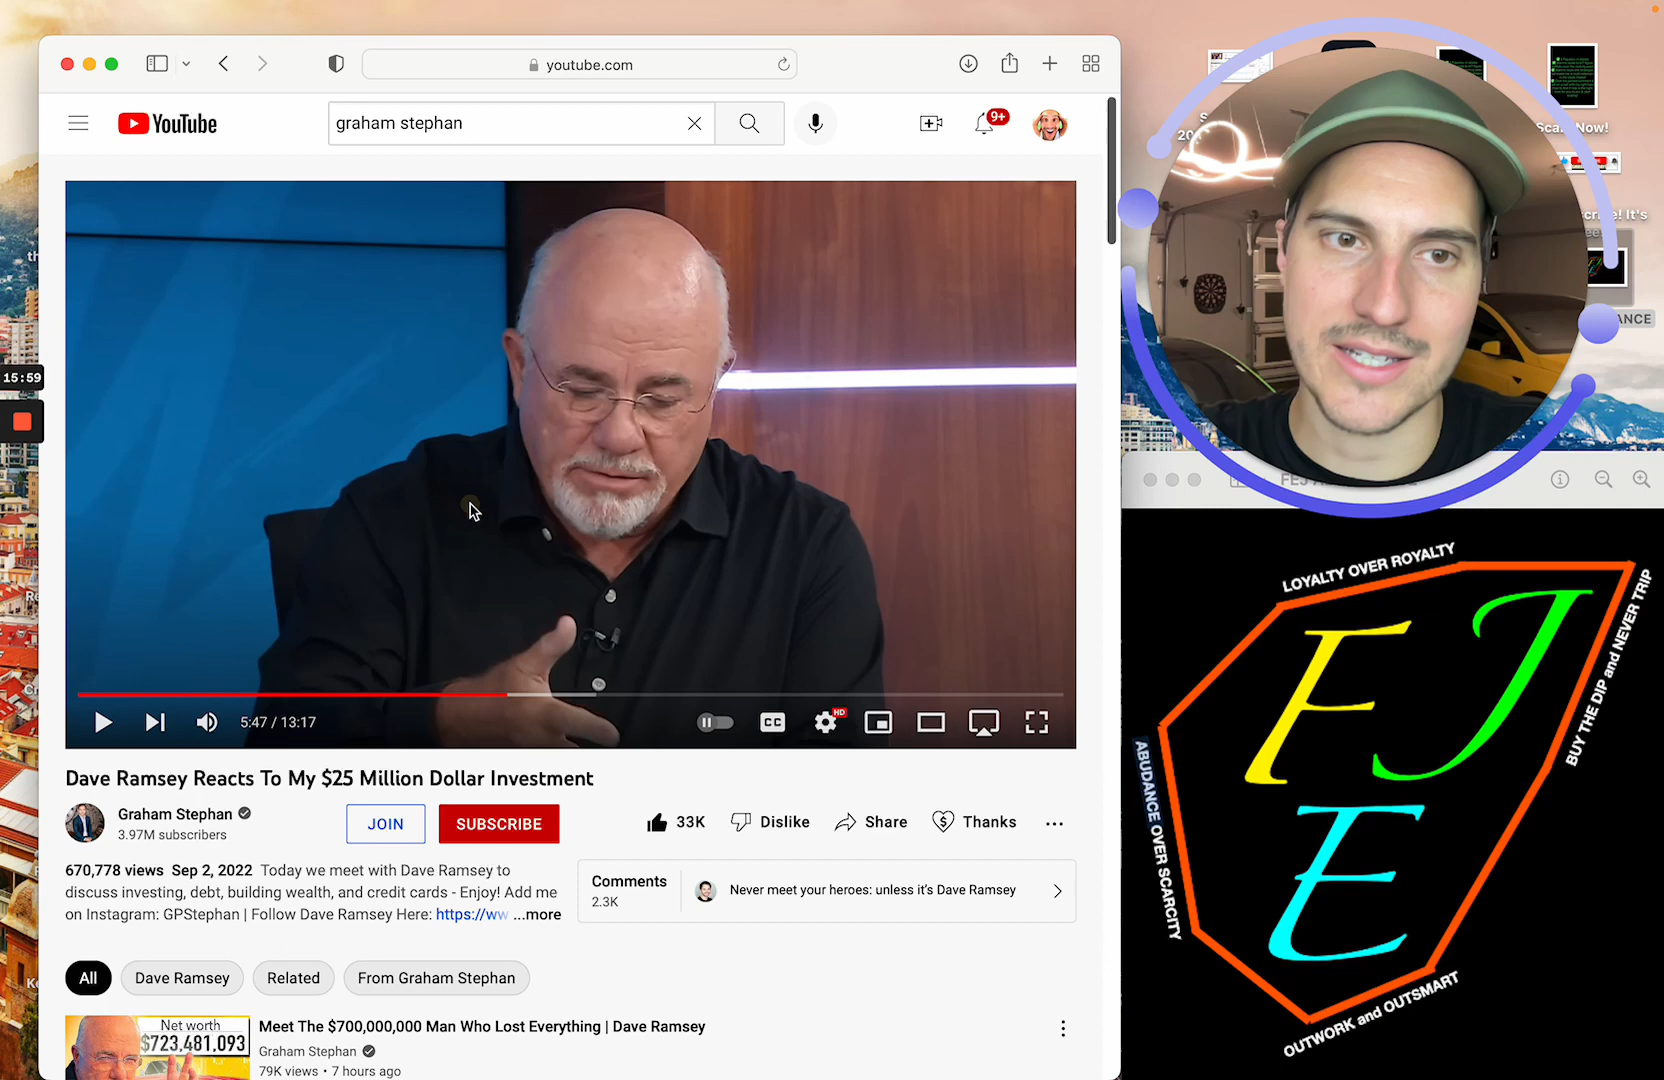 youtube.com
YouTube
graham stephan
9+
15:59
5:47 / 13:17
CC
HD
Dave Ramsey Reacts To My $25 Million Dollar Investment
Graham Stephan
3.97M subscribers
JOIN
SUBSCRIBE
33K
Dislike
Share
Thanks
670,778 views Sep 2, 2022 Today we meet with Dave Ramsey to
discuss investing, debt, building wealth, and credit cards - Enjoy! Add me
on Instagram: GPStephan | Follow Dave Ramsey Here: https://ww ...more
Comments
2.3K
Never meet your heroes: unless it's Dave Ramsey
All
Dave Ramsey
Related
From Graham Stephan
Net worth
$723,481,093
Meet The $700,000,000 Man Who Lost Everything | Dave Ramsey
Graham Stephan
79K views • 7 hours ago
Now!
It's
LOYALTY OVER ROYALTY
BUY THE DIP and NEVER TRIP
ABUDANCE OVER SCARCITY
OUTWORK and OUTSMART
F J
E